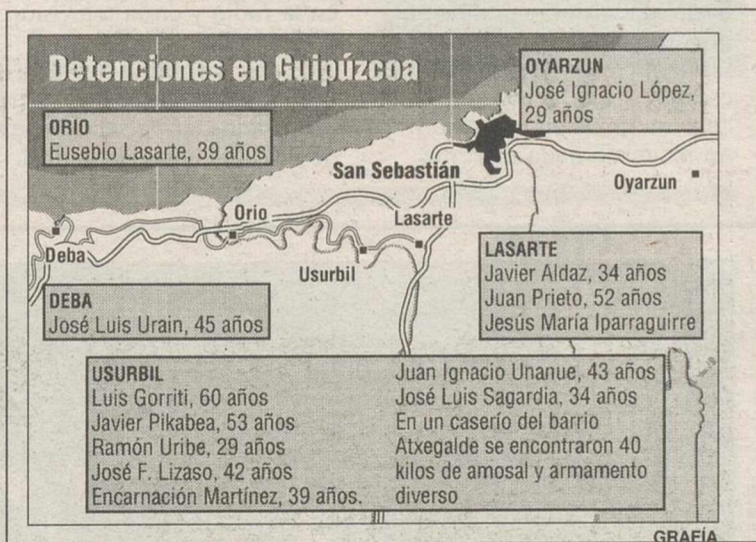 Detenciones en Guipúzcoa
OYARZUN
José Ignacio López,
29 años
ORIO
Eusebio Lasarte, 39 años
San Sebastián
Oyarzun
Orio
Lasarte
Deba
Usurbil
LASARTE
Javier Aldaz, 34 años
Juan Prieto, 52 años
Jesús María Iparraguirre
DEBA
José Luis Urain, 45 años
USURBIL
Luis Gorriti, 60 años
Javier Pikabea, 53 años
Ramón Uribe, 29 años
José F. Lizaso, 42 años
Encarnación Martínez, 39 años.
Juan Ignacio Unanue, 43 años
José Luis Sagardia, 34 años
En un caserío del barrio
Atxegalde se encontraron 40
kilos de amosal y armamento
diverso
GRAFÍA